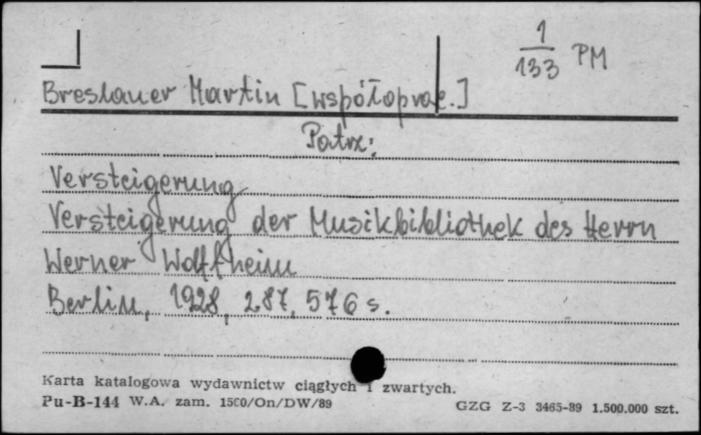 1
133 PM
Breslauer Martin [współoprac.]
Patrz:
Versteigerung
Versteigerung der Musikbibliothek des Herrn
Werner Wolffheim
Berlin, 1928, 287, 576 s.
Karta katalogowa wydawnictw ciągłych i zwartych.
Pu-B-144 W.A. zam. 1500/On/DW/89 GZG Z-3 3465-89 1.500.000 szt.